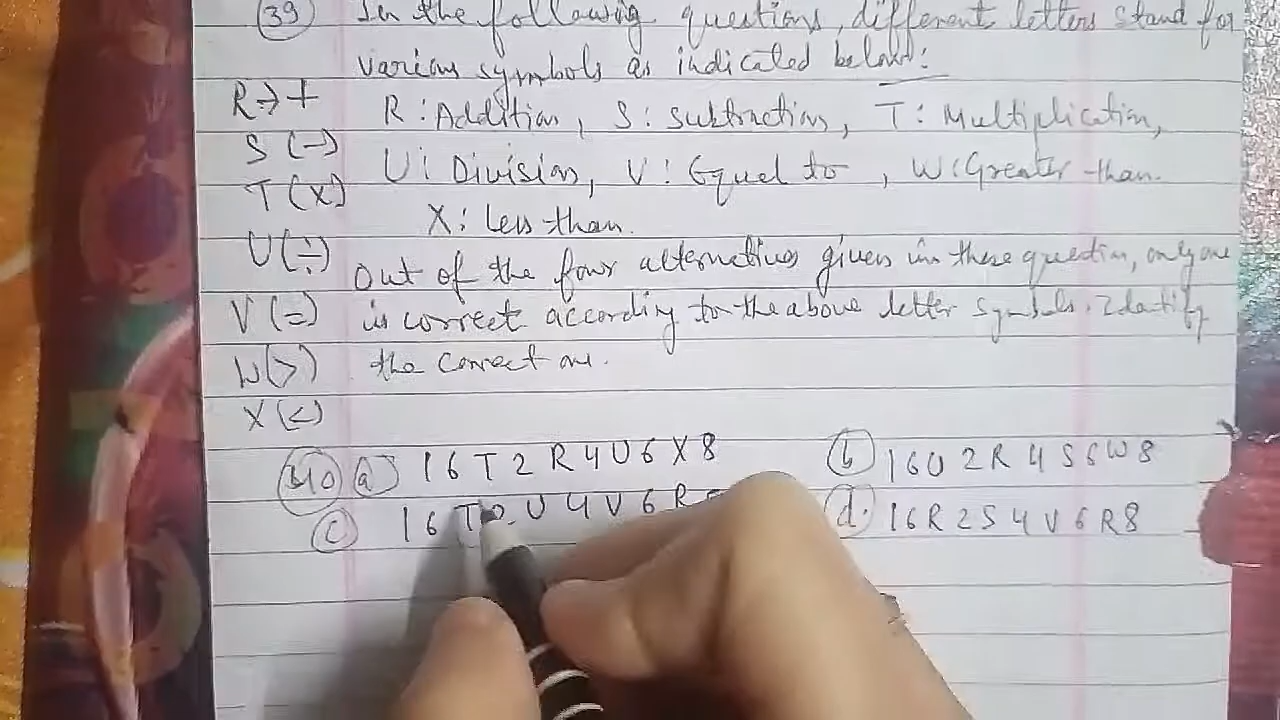 (39) In the following questions, different letters stand for
various symbols as indicated below:
R → + R : Addition, S : Subtraction, T : Multiplication,
S (-)
T (x) U : Division, V : Equal to, W : Greater than.
X : Less than.
U (÷) Out of the four alternatives given in these question, only one
V (=) is correct according to the above letter symbols. Identify
W (>) the correct one.
X (<)
(40) (a) 16 T 2 R 4 U 6 X 8 (b) 16 U 2 R 4 S 6 W 8
(c) 16 T 2 U 4 V 6 R (d) 16 R 2 S 4 V 6 R 8